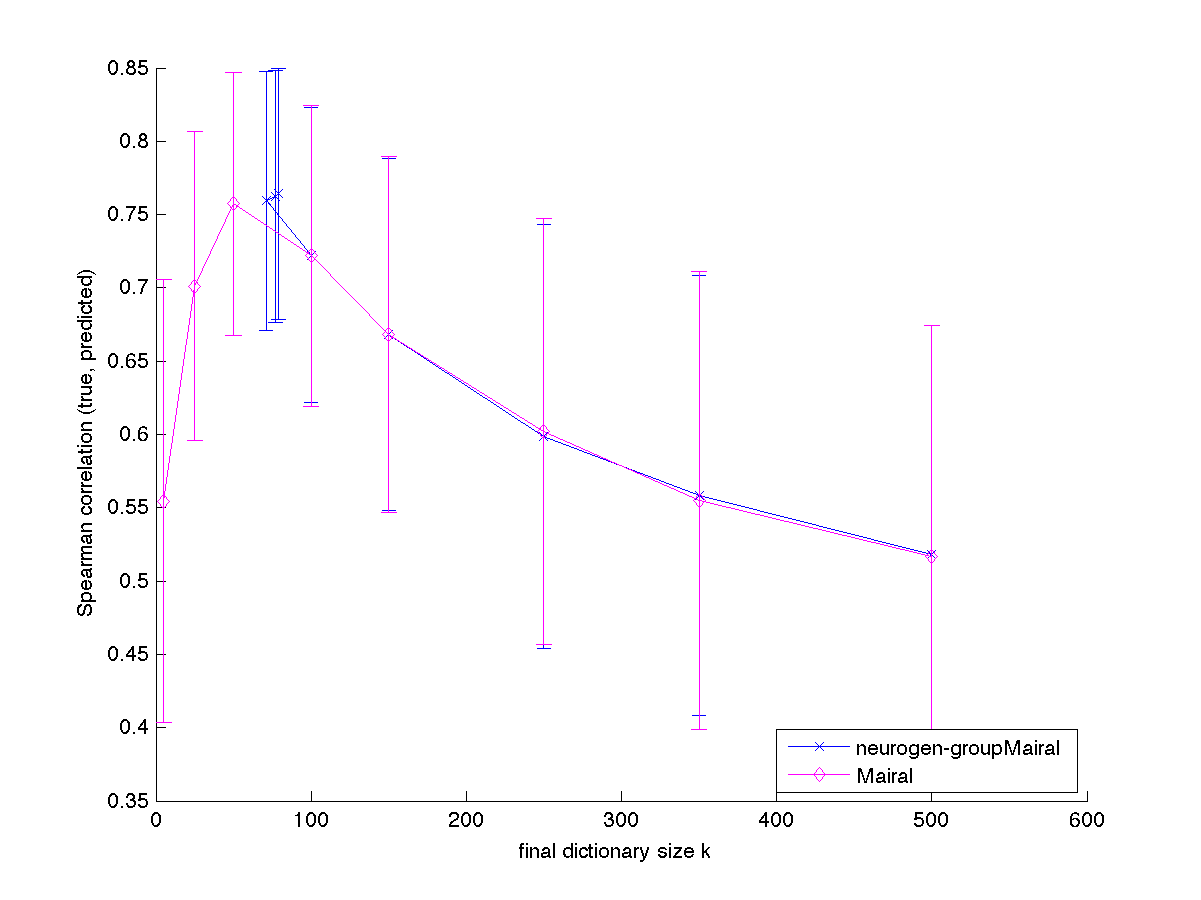 0.85
0.8
0.75
0.7
0.65
0.6
0.55
0.5
0.45
0.4
0.35
Spearman correlation (true, predicted)
neurogen-groupMairal
Mairal
0 100 200 300 400 500 600
final dictionary size k